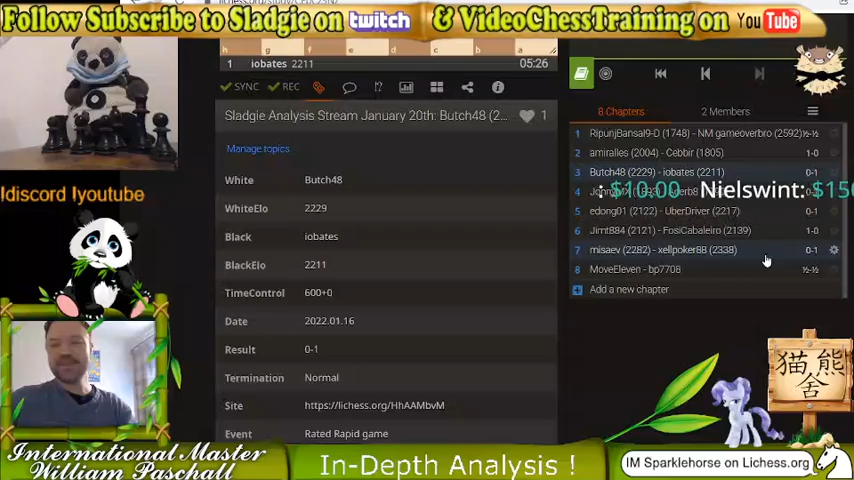 lichess.org/study/
Follow Subscribe to Sladgie on twitch & VideoChessTraining on YouTube
h g f e d c b a
1 iobates 2211 05:26
SYNC REC
Sladgie Analysis Stream January 20th: Butch48 (2... 1
Manage topics
White Butch48
WhiteElo 2229
Black iobates
BlackElo 2211
TimeControl 600+0
Date 2022.01.16
Result 0-1
Termination Normal
Site https://lichess.org/HhAAMbvM
Event Rated Rapid game
8 Chapters 2 Members
1 RipunjBansal9-D (1748) - NM gameoverbro (2592) ½-½
2 amiralles (2004) - Cebbir (1805) 1-0
3 Butch48 (2229) - iobates (2211) 0-1
: $10.00 Nielswint: $150
4
5 edong01 (2122) - UberDriver (2217) 0-1
6 Jimt884 (2121) - FosiCabaleiro (2139) 1-0
7 misaev (2282) - xellpoker88 (2338) 0-1
8 MoveEleven - bp7708 ½-½
Add a new chapter
!discord !youtube
猫熊
舍
International Master
William Paschall
In-Depth Analysis !
IM Sparklehorse on Lichess.org